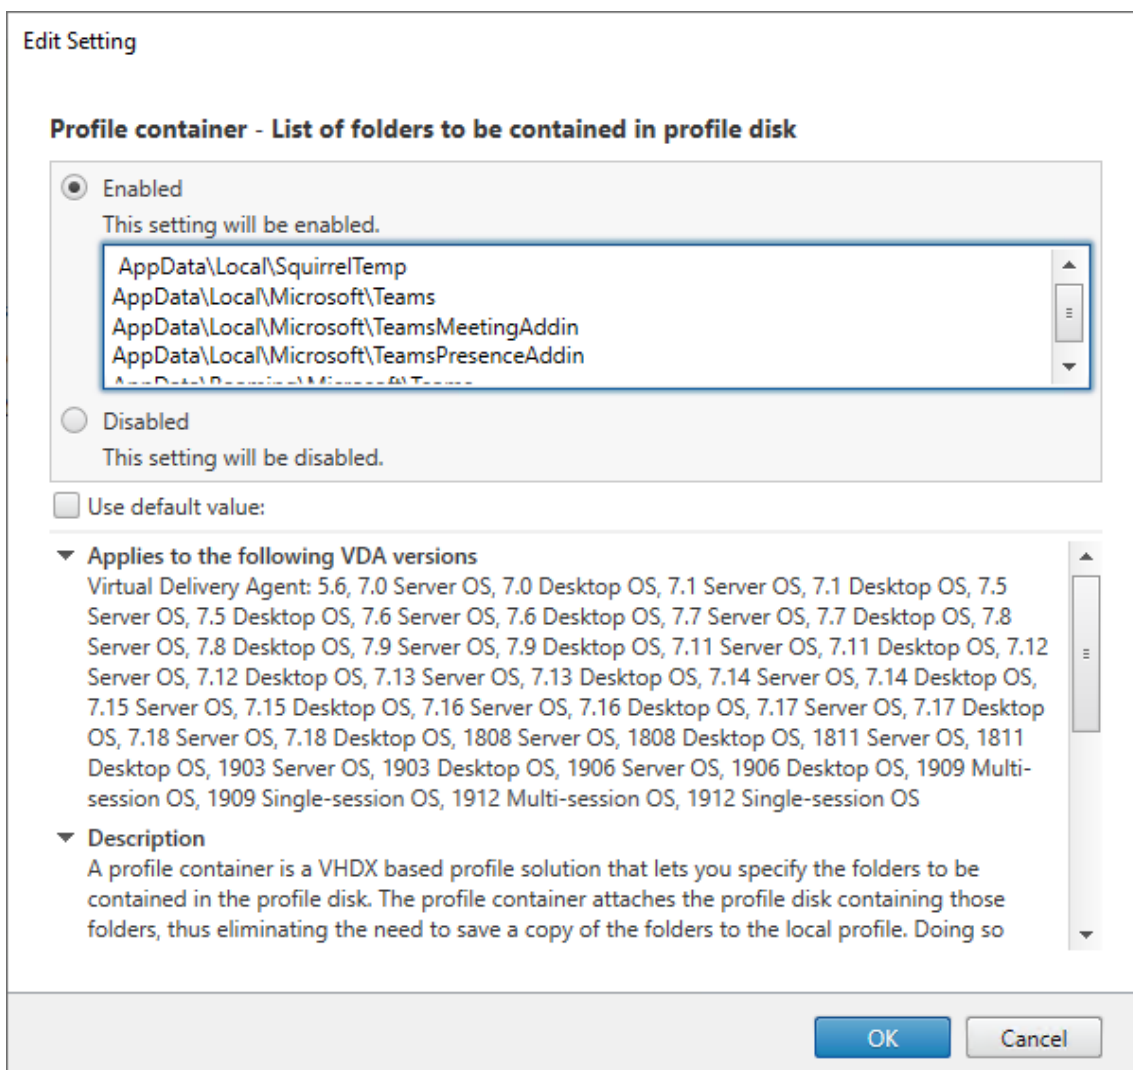 Edit Setting
Profile container - List of folders to be contained in profile disk
Enabled
This setting will be enabled.
AppData\Local\SquirrelTemp
AppData\Local\Microsoft\Teams
AppData\Local\Microsoft\TeamsMeetingAddin
AppData\Local\Microsoft\TeamsPresenceAddin
AppData\Roaming\Microsoft\Teams
Disabled
This setting will be disabled.
Use default value:
Applies to the following VDA versions
Virtual Delivery Agent: 5.6, 7.0 Server OS, 7.0 Desktop OS, 7.1 Server OS, 7.1 Desktop OS, 7.5
Server OS, 7.5 Desktop OS, 7.6 Server OS, 7.6 Desktop OS, 7.7 Server OS, 7.7 Desktop OS, 7.8
Server OS, 7.8 Desktop OS, 7.9 Server OS, 7.9 Desktop OS, 7.11 Server OS, 7.11 Desktop OS, 7.12
Server OS, 7.12 Desktop OS, 7.13 Server OS, 7.13 Desktop OS, 7.14 Server OS, 7.14 Desktop OS,
7.15 Server OS, 7.15 Desktop OS, 7.16 Server OS, 7.16 Desktop OS, 7.17 Server OS, 7.17 Desktop
OS, 7.18 Server OS, 7.18 Desktop OS, 1808 Server OS, 1808 Desktop OS, 1811 Server OS, 1811
Desktop OS, 1903 Server OS, 1903 Desktop OS, 1906 Server OS, 1906 Desktop OS, 1909 Multi-
session OS, 1909 Single-session OS, 1912 Multi-session OS, 1912 Single-session OS
Description
A profile container is a VHDX based profile solution that lets you specify the folders to be
contained in the profile disk. The profile container attaches the profile disk containing those
folders, thus eliminating the need to save a copy of the folders to the local profile. Doing so
OK
Cancel